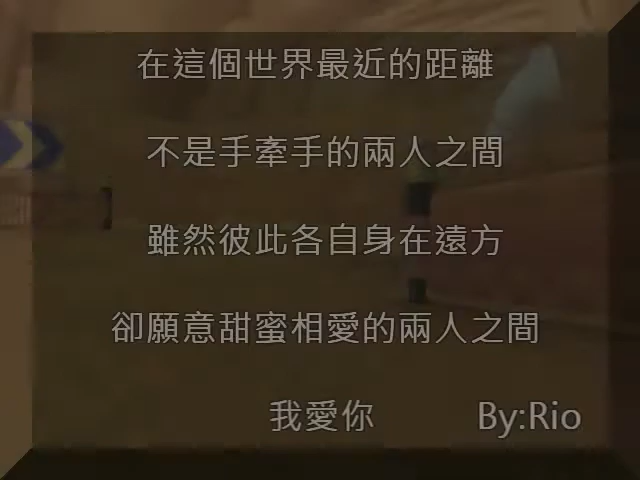 在這個世界最近的距離
不是手牽手的兩人之間
雖然彼此各自身在遠方
卻願意甜蜜相愛的兩人之間
我愛你 By:Rio